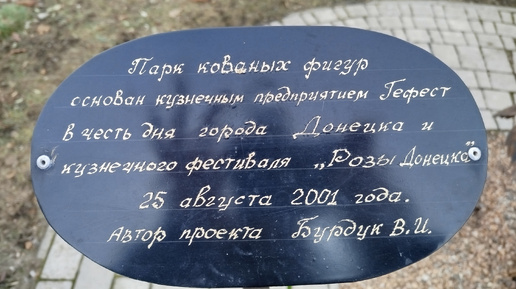 Парк кованых фигур
основан кузнечным предприятием Гефест
в честь дня города Донецка и
кузнечного фестиваля „Розы Донецка"
25 августа 2001 года.
Автор проекта Бурдук В.И.